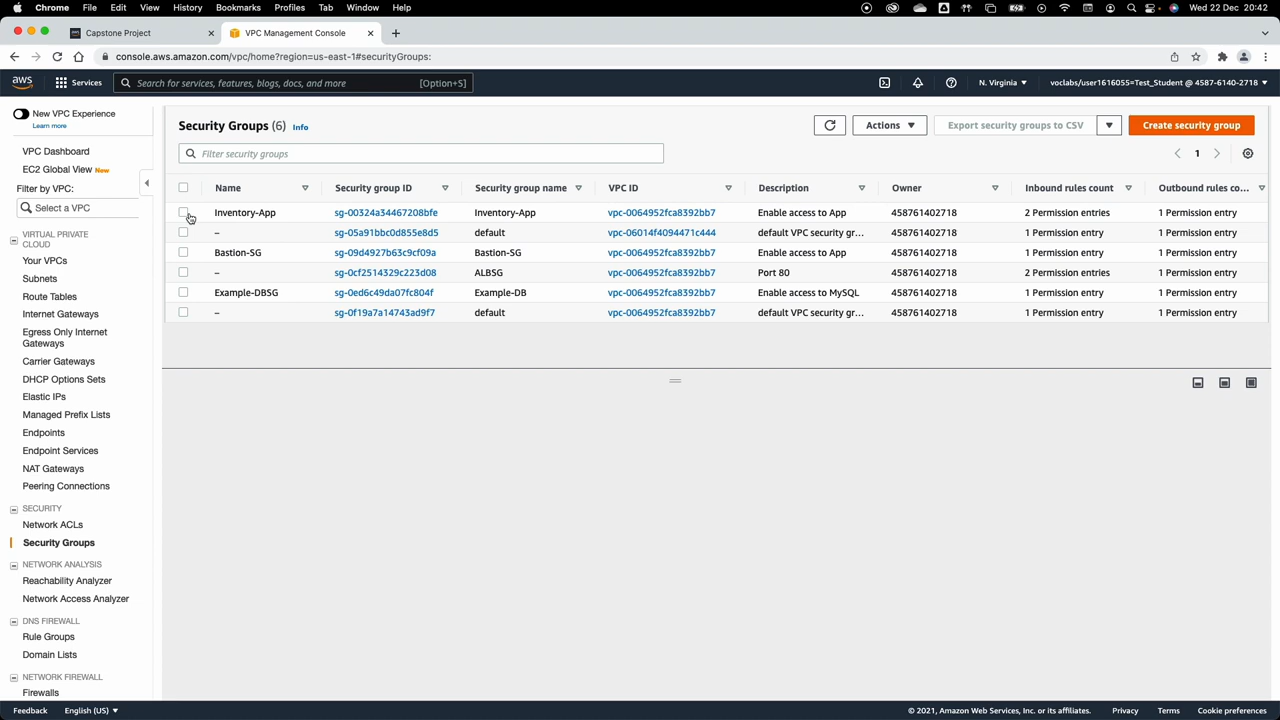 Chrome File Edit View History Bookmarks Profiles Tab Window Help Wed 22 Dec 20:42
Capstone Project VPC Management Console
console.aws.amazon.com/vpc/home?region=us-east-1#securityGroups:
aws Services Search for services, features, blogs, docs, and more [Option+S] N. Virginia voclabs/user1616055=Test_Student @ 4587-6140-2718
New VPC Experience
Learn more
VPC Dashboard
EC2 Global View New
Filter by VPC:
Select a VPC
VIRTUAL PRIVATE
CLOUD
Your VPCs
Subnets
Route Tables
Internet Gateways
Egress Only Internet
Gateways
Carrier Gateways
DHCP Options Sets
Elastic IPs
Managed Prefix Lists
Endpoints
Endpoint Services
NAT Gateways
Peering Connections
SECURITY
Network ACLs
Security Groups
NETWORK ANALYSIS
Reachability Analyzer
Network Access Analyzer
DNS FIREWALL
Rule Groups
Domain Lists
NETWORK FIREWALL
Firewalls
Security Groups (6) Info
Actions Export security groups to CSV Create security group
Filter security groups
1
Name Security group ID Security group name VPC ID Description Owner Inbound rules count Outbound rules co...
Inventory-App sg-00324a34467208bfe Inventory-App vpc-0064952fca8392bb7 Enable access to App 458761402718 2 Permission entries 1 Permission entry
– sg-05a91bbc0d855e8d5 default vpc-06014f4094471c444 default VPC security gr... 458761402718 1 Permission entry 1 Permission entry
Bastion-SG sg-09d4927b63c9cf09a Bastion-SG vpc-0064952fca8392bb7 Enable access to App 458761402718 1 Permission entry 1 Permission entry
– sg-0cf2514329c223d08 ALBSG vpc-0064952fca8392bb7 Port 80 458761402718 2 Permission entries 1 Permission entry
Example-DBSG sg-0ed6c49da07fc804f Example-DB vpc-0064952fca8392bb7 Enable access to MySQL 458761402718 1 Permission entry 1 Permission entry
– sg-0f19a7a14743ad9f7 default vpc-0064952fca8392bb7 default VPC security gr... 458761402718 1 Permission entry 1 Permission entry
Feedback English (US) © 2021, Amazon Web Services, Inc. or its affiliates. Privacy Terms Cookie preferences